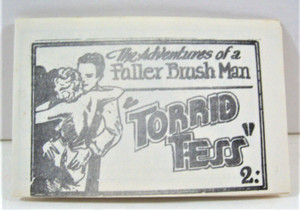 The Adventures of a
Fuller Brush Man
"TORRID
TESS"
2: